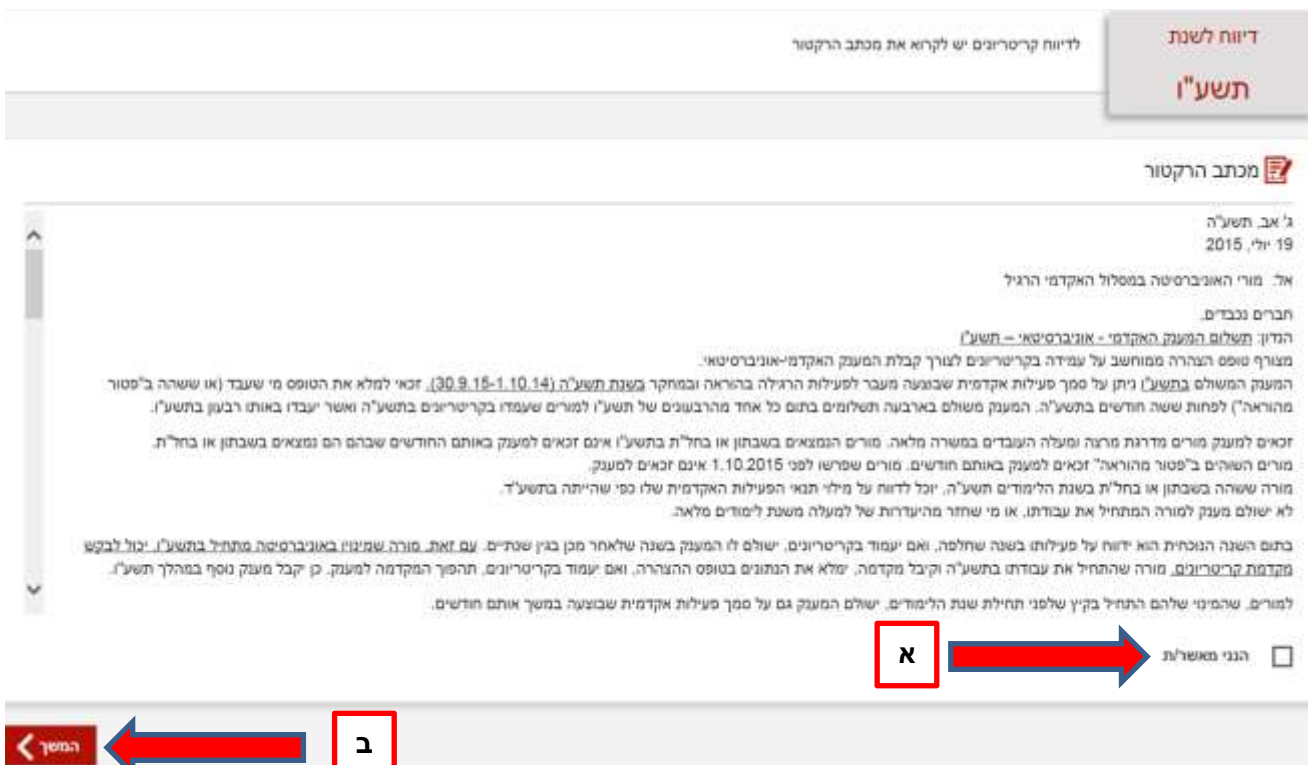 דיווח לשנת
תשע"ו
לדיווח קריטריונים יש לקרוא את מכתב הרקטור
מכתב הרקטור
ג' אב, תשע"ה
19 יולי, 2015
אל: מורי האוניברסיטה במסלול האקדמי הרגיל
חברים נכבדים,
הנדון: תשלום המענק האקדמי - אוניברסיטאי – תשע"ו
מצורף טופס הצהרה ממוחשב על עמידה בקריטריונים לצורך קבלת המענק האקדמי-אוניברסיטאי.
המענק המשולם בתשע"ו ניתן על סמך פעילות אקדמית שבוצעה מעבר לפעילות הרגילה בהוראה ובמחקר בשנת תשע"ה (30.9.15-1.10.14). זכאי למלא את הטופס מי שעבד (או ששהה ב"פטור
מהוראה") לפחות ששה חודשים בתשע"ה. המענק משולם בארבעה תשלומים בתום כל אחד מהרבעונים של תשע"ו למורים שעמדו בקריטריונים בתשע"ה ואשר יעבדו באותו רבעון בתשע"ו.
זכאים למענק מורים מדרגת מרצה ומעלה העובדים במשרה מלאה. מורים הנמצאים בשבתון או בחל"ת בתשע"ו אינם זכאים למענק באותם החודשים שבהם הם נמצאים בשבתון או בחל"ת.
מורים השוהים ב"פטור מהוראה" זכאים למענק באותם חודשים. מורים שפרשו לפני 1.10.2015 אינם זכאים למענק.
מורה ששהה בשבתון או בחל"ת בשנת הלימודים תשע"ה, יוכל לדווח על מילוי תנאי הפעילות האקדמית שלו כפי שהייתה בתשע"ד.
לא ישולם מענק למורה המתחיל את עבודתו, או מי שחזר מהיעדרות של למעלה משנת לימודים מלאה.
בתום השנה הנוכחית הוא ידווח על פעילותו בשנה שחלפה, ואם יעמוד בקריטריונים, ישולם לו המענק בשנה שלאחר מכן בגין שנתיים. עם זאת, מורה שמינויו באוניברסיטה מתחיל בתשע"ו, יכול לבקש
מקדמת קריטריונים. מורה שהתחיל את עבודתו בתשע"ה וקיבל מקדמה, ימלא את הנתונים בטופס ההצהרה, ואם יעמוד בקריטריונים, תהפוך המקדמה למענק. כן יקבל מענק נוסף במהלך תשע"ו.
למורים, שהמינוי שלהם התחיל בקיץ שלפני תחילת שנת הלימודים, ישולם המענק גם על סמך פעילות אקדמית שבוצעה במשך אותם חודשים.
הנני מאשר/ת
א
ב
המשך